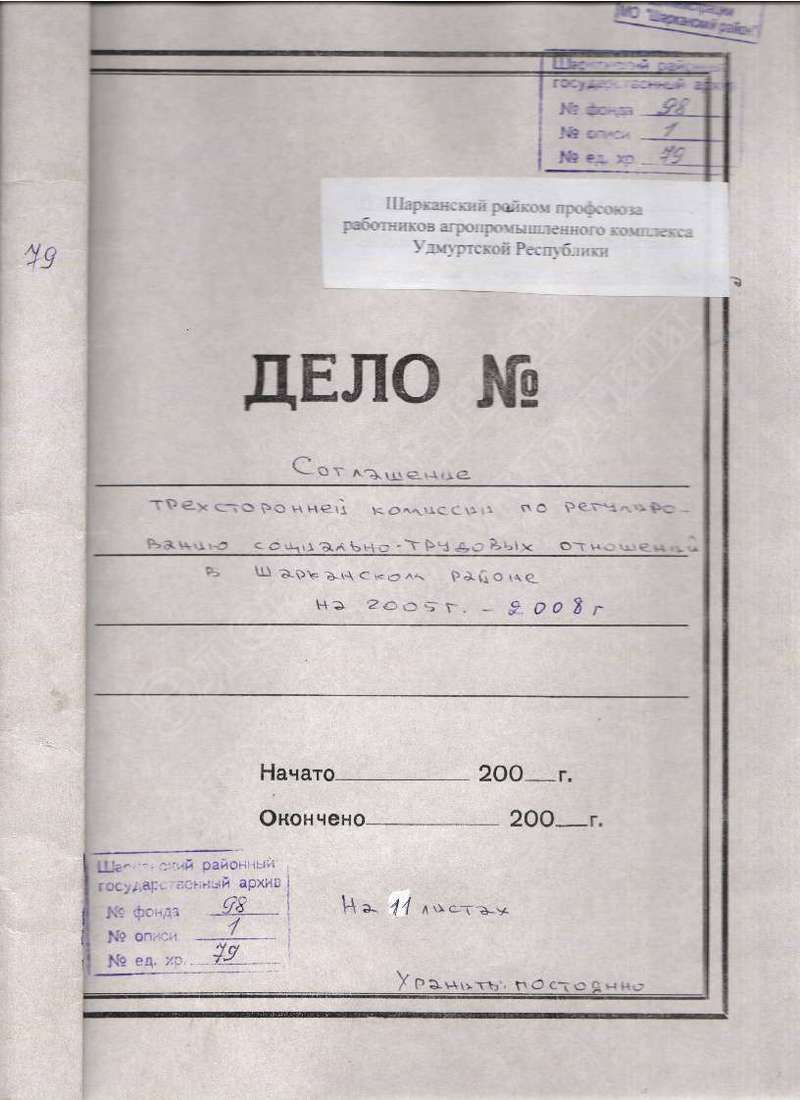 МО "Шарканский район"
Шарканский районный
государственный архив
№ фонда 98
№ описи 1
№ ед. хр. 79
Шарканский райком профсоюза
работников агропромышленного комплекса
Удмуртской Республики
79
ДЕЛО №
Соглашение
трехсторонней комиссии по регулиро-
ванию социально-трудовых отношений
в Шарканском районе
на 2005г. - 2008г
Начато 200 г.
Окончено 200 г.
Шарканский районный
государственный архив
№ фонда 98
№ описи 1
№ ед. хр. 79
На 11 листах
Хранить: постоянно